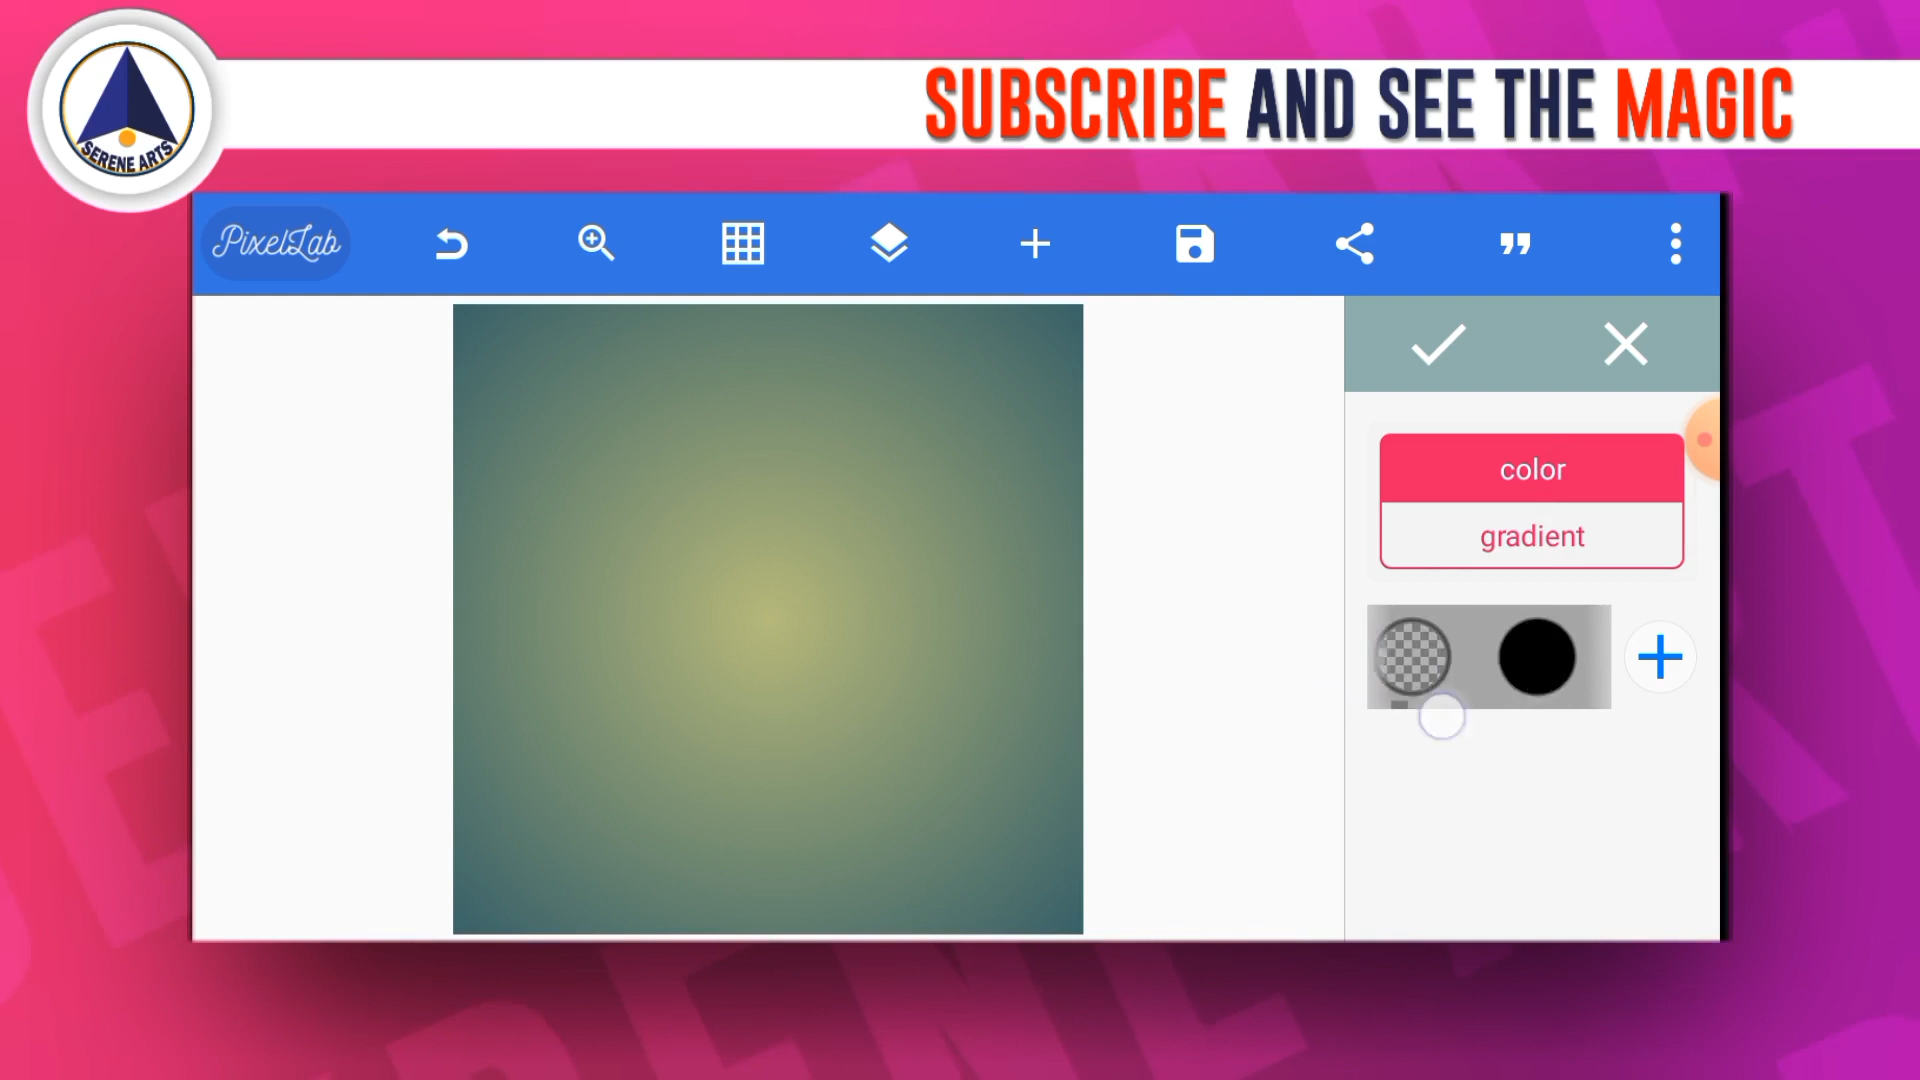 SUBSCRIBE AND SEE THE MAGIC
SERENE ARTS
PixelLab
color
gradient